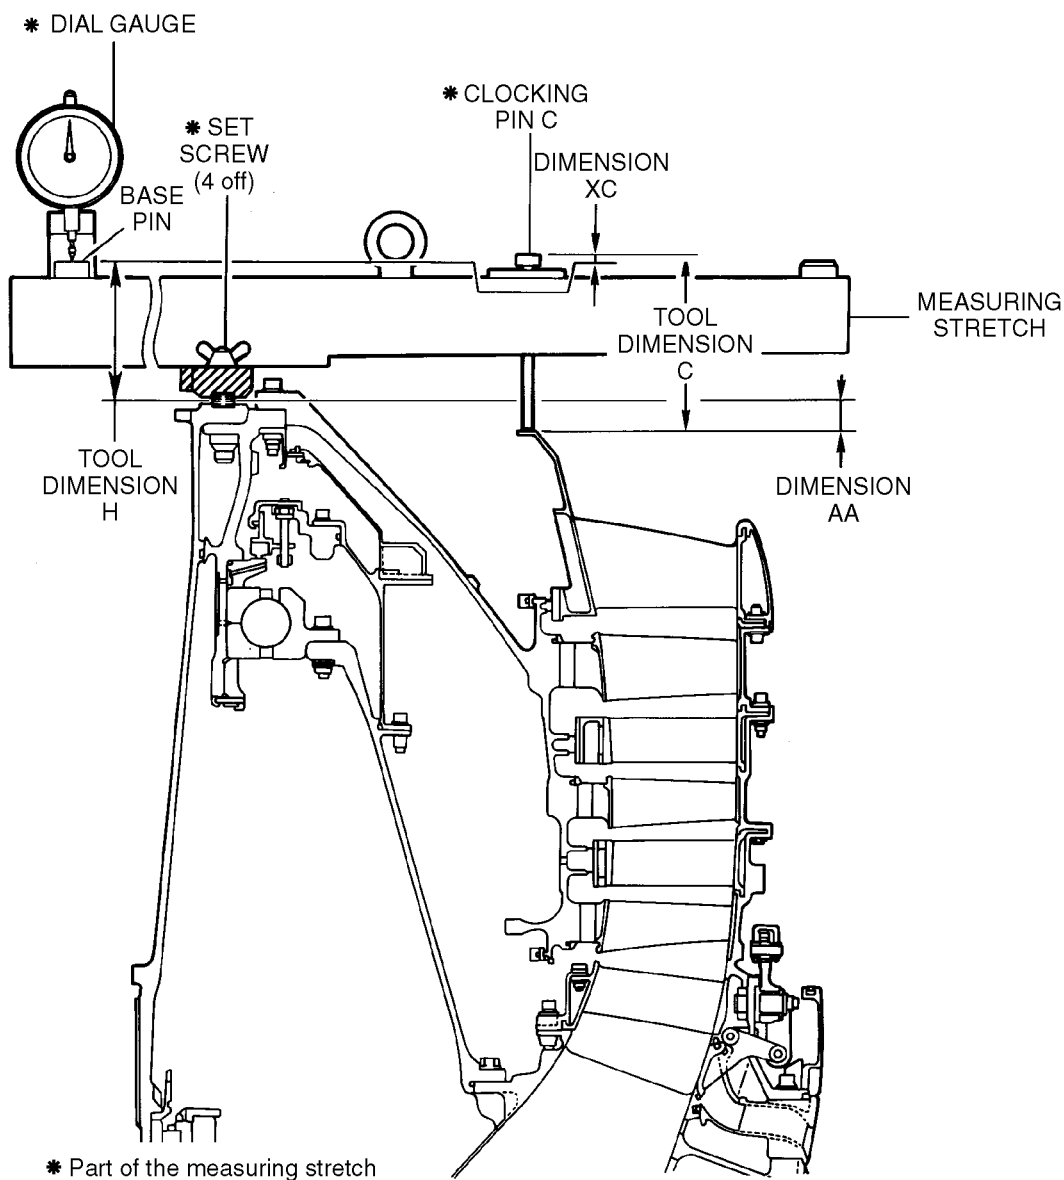 ✱ DIAL GAUGE
✱ CLOCKING
PIN C
✱ SET
SCREW
(4 off)
DIMENSION
XC
BASE
PIN
MEASURING
STRETCH
TOOL
DIMENSION
C
TOOL
DIMENSION
H
DIMENSION
AA
✱ Part of the measuring stretch